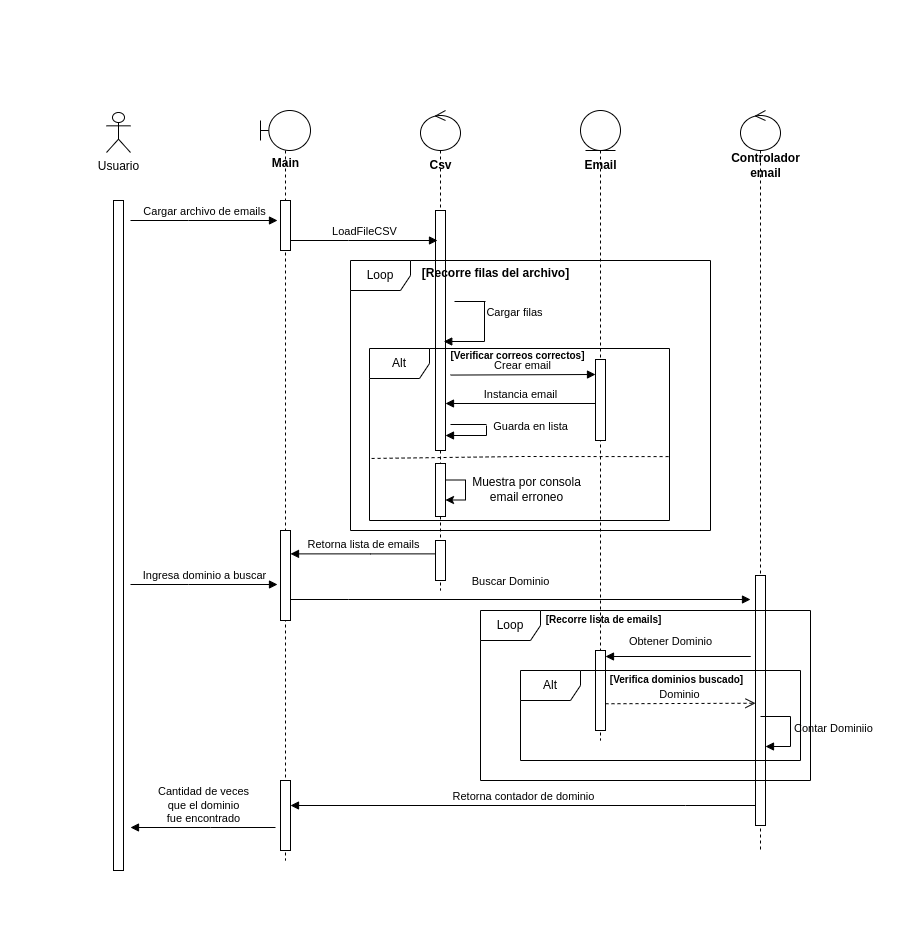 Usuario
Main
Csv
Email
Controlador
email
Cargar archivo de emails
LoadFileCSV
Loop
[Recorre filas del archivo]
Cargar filas
Alt
[Verificar correos correctos]
Crear email
Instancia email
Guarda en lista
Muestra por consola
email erroneo
Retorna lista de emails
Ingresa dominio a buscar
Buscar Dominio
Loop
[Recorre lista de emails]
Obtener Dominio
Alt
[Verifica dominios buscado]
Dominio
Contar Dominiio
Cantidad de veces
que el dominio
fue encontrado
Retorna contador de dominio